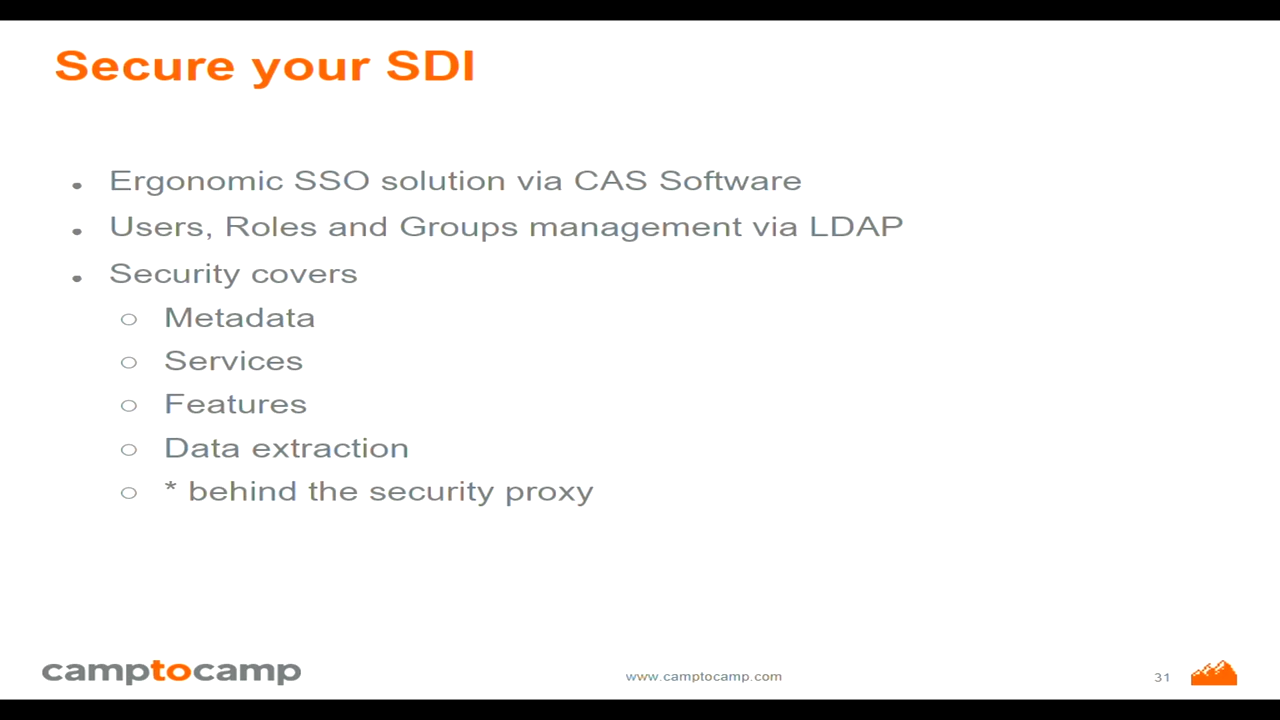 Secure your SDI
• Ergonomic SSO solution via CAS Software
• Users, Roles and Groups management via LDAP
• Security covers
○ Metadata
○ Services
○ Features
○ Data extraction
○ * behind the security proxy
camptocamp
www.camptocamp.com
31